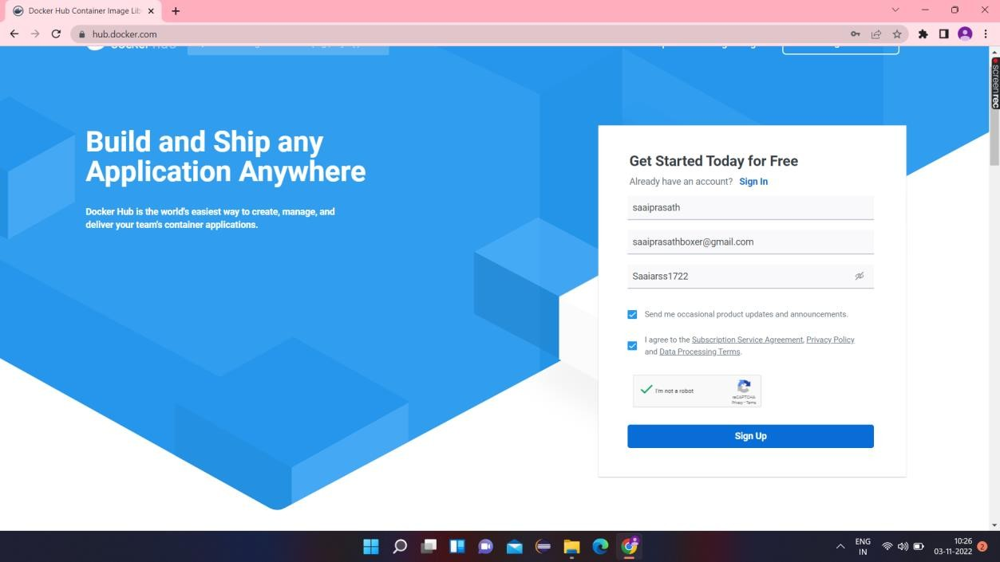 Docker Hub Container Image Lib
hub.docker.com
Build and Ship any
Application Anywhere
Docker Hub is the world's easiest way to create, manage, and
deliver your team's container applications.
Get Started Today for Free
Already have an account? Sign In
saaiprasath
saaiprasathboxer@gmail.com
Saaiarss1722
Send me occasional product updates and announcements.
I agree to the Subscription Service Agreement, Privacy Policy
and Data Processing Terms.
I'm not a robot
reCAPTCHA
Privacy - Terms
Sign Up
screenrec
ENG
IN
10:26
03-11-2022
2